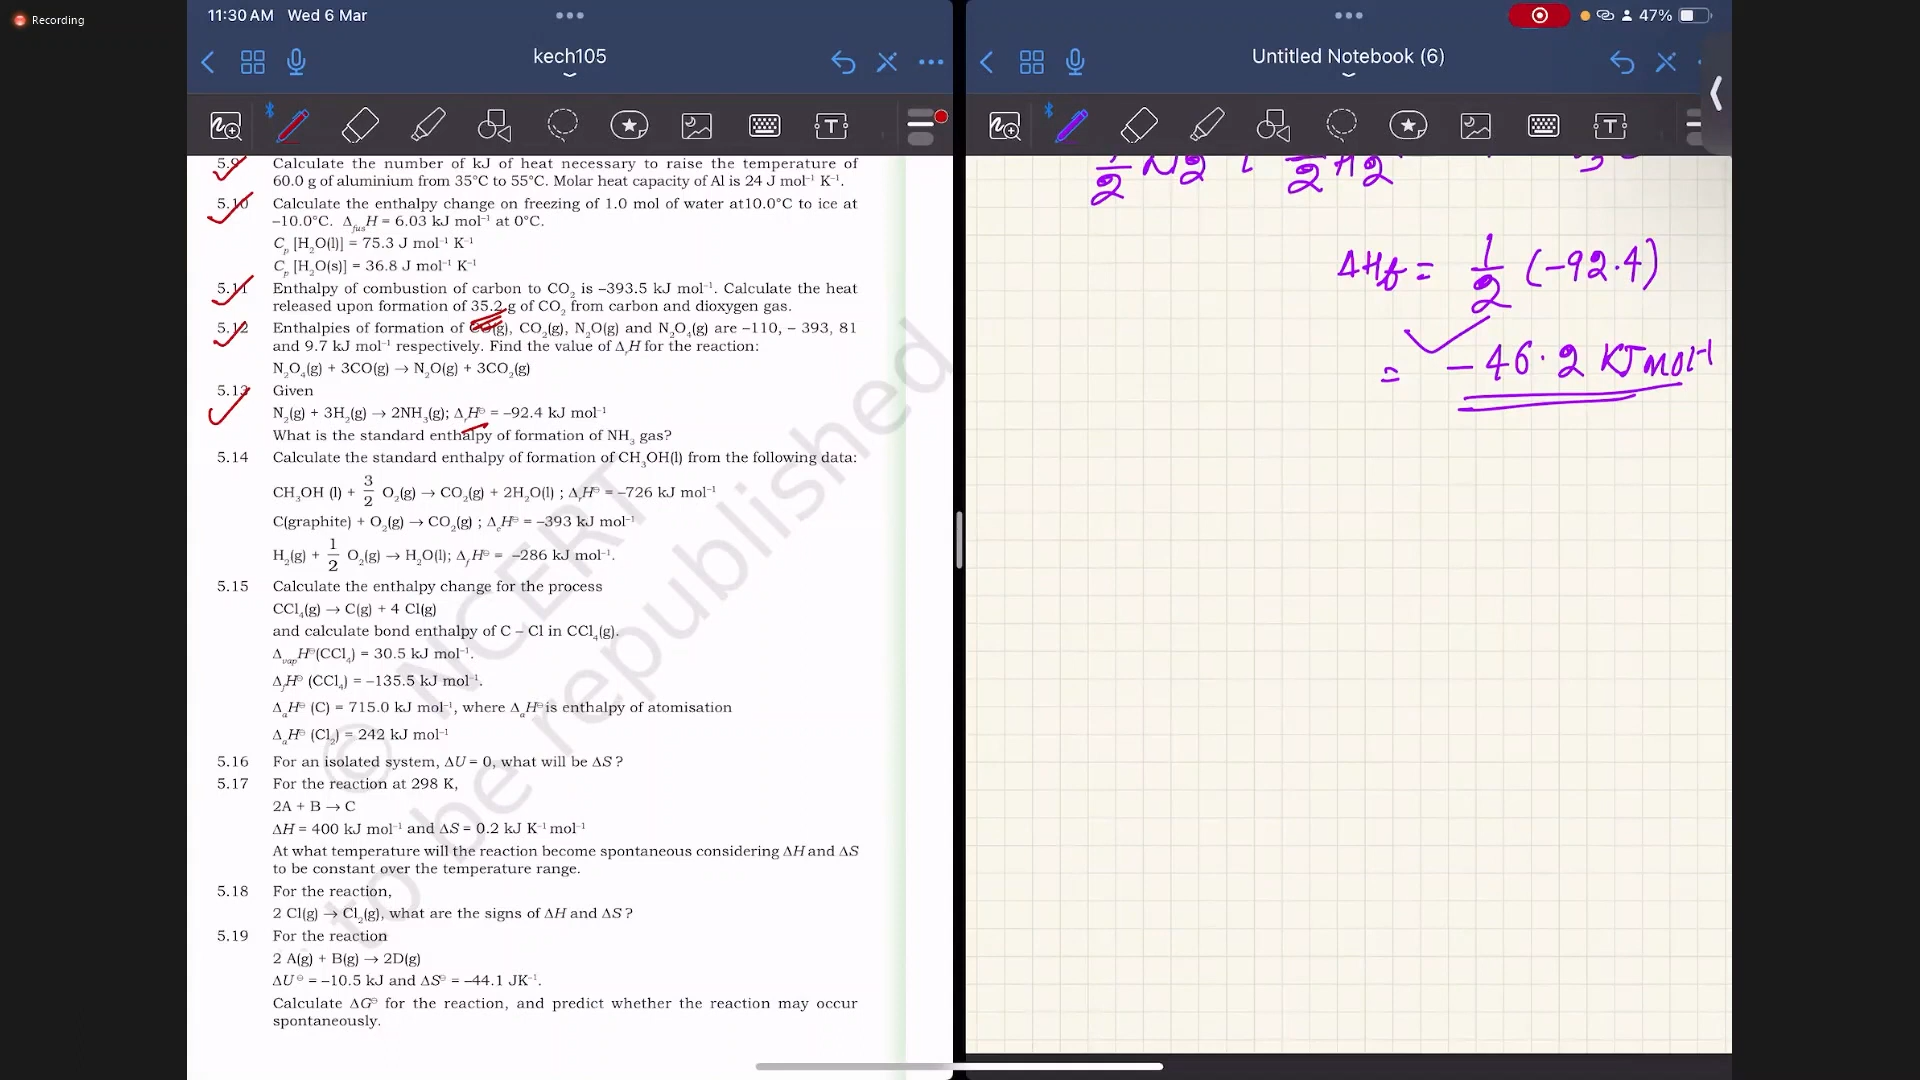 Recording
11:30 AM Wed 6 Mar
47%
kech105
Untitled Notebook (6)
5.9 Calculate the number of kJ of heat necessary to raise the temperature of
60.0 g of aluminium from 35°C to 55°C. Molar heat capacity of Al is 24 J mol⁻¹ K⁻¹.
5.10 Calculate the enthalpy change on freezing of 1.0 mol of water at10.0°C to ice at
–10.0°C. Δfus H = 6.03 kJ mol⁻¹ at 0°C.
Cp [H₂O(l)] = 75.3 J mol⁻¹ K⁻¹
Cp [H₂O(s)] = 36.8 J mol⁻¹ K⁻¹
5.11 Enthalpy of combustion of carbon to CO₂ is –393.5 kJ mol⁻¹. Calculate the heat
released upon formation of 35.2 g of CO₂ from carbon and dioxygen gas.
5.12 Enthalpies of formation of CO(g), CO₂(g), N₂O(g) and N₂O₄(g) are –110, – 393, 81
and 9.7 kJ mol⁻¹ respectively. Find the value of ΔrH for the reaction:
N₂O₄(g) + 3CO(g) → N₂O(g) + 3CO₂(g)
5.13 Given
N₂(g) + 3H₂(g) → 2NH₃(g); ΔrH⊖ = –92.4 kJ mol⁻¹
What is the standard enthalpy of formation of NH₃ gas?
5.14 Calculate the standard enthalpy of formation of CH₃OH(l) from the following data:
CH₃OH (l) + 3/2 O₂(g) → CO₂(g) + 2H₂O(l) ; ΔrH⊖ = –726 kJ mol⁻¹
C(graphite) + O₂(g) → CO₂(g) ; ΔcH⊖ = –393 kJ mol⁻¹
H₂(g) + 1/2 O₂(g) → H₂O(l); ΔfH⊖ = –286 kJ mol⁻¹.
5.15 Calculate the enthalpy change for the process
CCl₄(g) → C(g) + 4 Cl(g)
and calculate bond enthalpy of C – Cl in CCl₄(g).
ΔvapH⊖(CCl₄) = 30.5 kJ mol⁻¹.
ΔfH⊖ (CCl₄) = –135.5 kJ mol⁻¹.
ΔaH⊖ (C) = 715.0 kJ mol⁻¹, where ΔaH⊖ is enthalpy of atomisation
ΔaH⊖ (Cl₂) = 242 kJ mol⁻¹
5.16 For an isolated system, ΔU = 0, what will be ΔS ?
5.17 For the reaction at 298 K,
2A + B → C
ΔH = 400 kJ mol⁻¹ and ΔS = 0.2 kJ K⁻¹ mol⁻¹
At what temperature will the reaction become spontaneous considering ΔH and ΔS
to be constant over the temperature range.
5.18 For the reaction,
2 Cl(g) → Cl₂(g), what are the signs of ΔH and ΔS ?
5.19 For the reaction
2 A(g) + B(g) → 2D(g)
ΔU⊖ = –10.5 kJ and ΔS⊖ = –44.1 JK⁻¹.
Calculate ΔG⊖ for the reaction, and predict whether the reaction may occur
spontaneously.
© NCERT
to be republished
ΔHf = 1/2 (-92.4)
= -46.2 KJ mol⁻¹